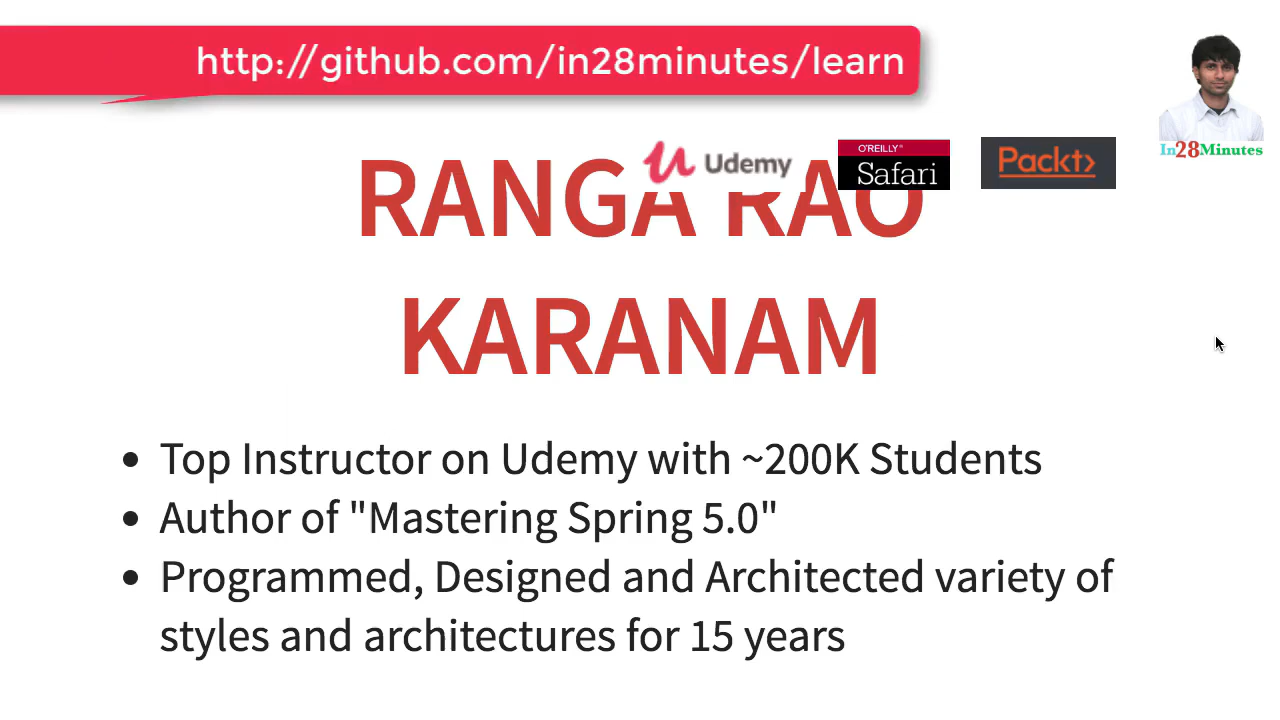 http://github.com/in28minutes/learn
In28Minutes
Udemy
O'REILLY®
Safari
Packt>
RANGA RAO
KARANAM
• Top Instructor on Udemy with ~200K Students
• Author of "Mastering Spring 5.0"
• Programmed, Designed and Architected variety of
styles and architectures for 15 years